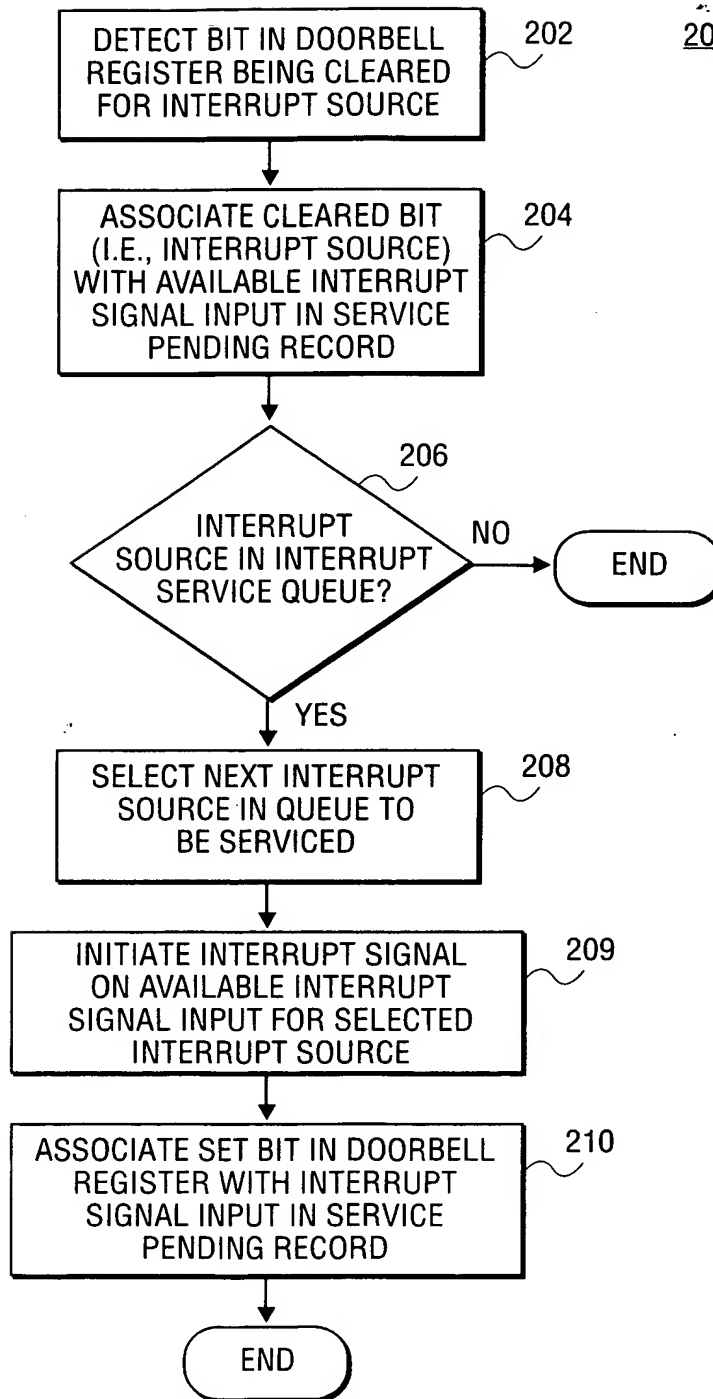 DETECT BIT IN DOORBELL
REGISTER BEING CLEARED
FOR INTERRUPT SOURCE
202
ASSOCIATE CLEARED BIT
(I.E., INTERRUPT SOURCE)
WITH AVAILABLE INTERRUPT
SIGNAL INPUT IN SERVICE
PENDING RECORD
204
206
INTERRUPT
SOURCE IN INTERRUPT
SERVICE QUEUE?
NO
END
YES
SELECT NEXT INTERRUPT
SOURCE IN QUEUE TO
BE SERVICED
208
INITIATE INTERRUPT SIGNAL
ON AVAILABLE INTERRUPT
SIGNAL INPUT FOR SELECTED
INTERRUPT SOURCE
209
ASSOCIATE SET BIT IN DOORBELL
REGISTER WITH INTERRUPT
SIGNAL INPUT IN SERVICE
PENDING RECORD
210
END